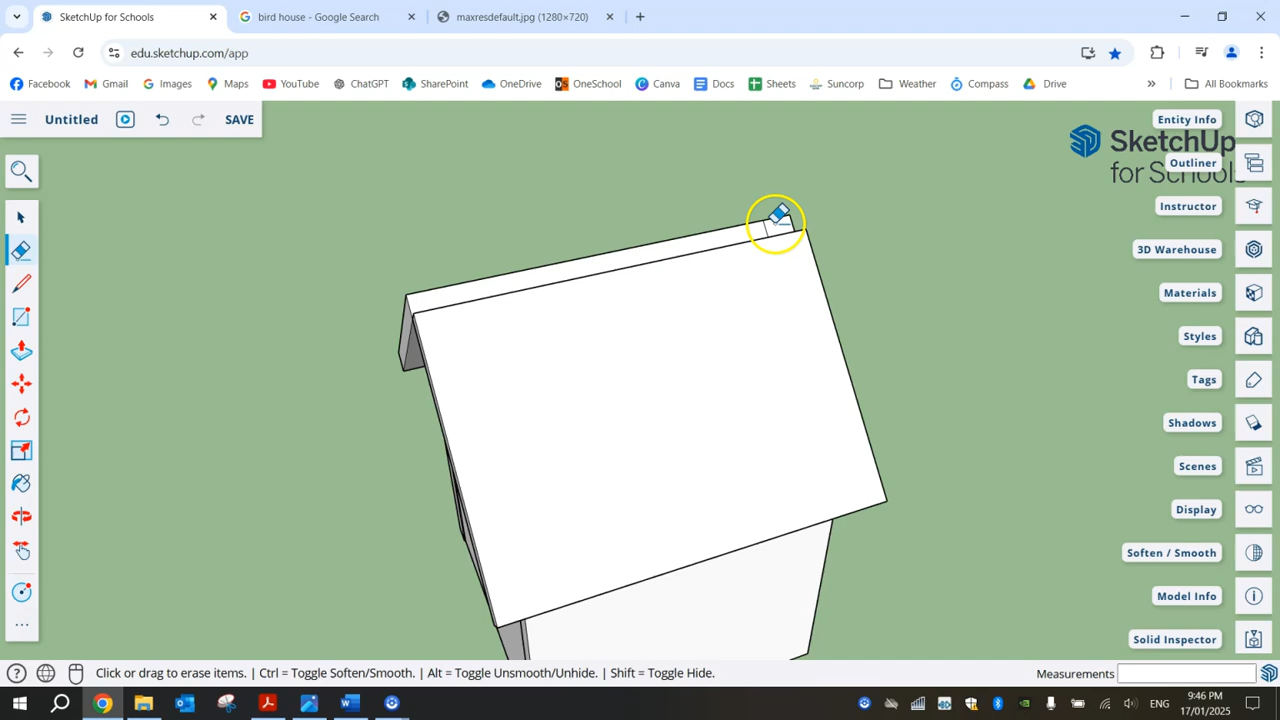 SketchUp for Schools
bird house - Google Search
maxresdefault.jpg (1280×720)
edu.sketchup.com/app
Facebook
Gmail
Images
Maps
YouTube
ChatGPT
SharePoint
OneDrive
OneSchool
Canva
Docs
Sheets
Suncorp
Weather
Compass
Drive
All Bookmarks
Untitled
SAVE
SketchUp
for Schools
Entity Info
Outliner
Instructor
3D Warehouse
Materials
Styles
Tags
Shadows
Scenes
Display
Soften / Smooth
Model Info
Solid Inspector
Click or drag to erase items. | Ctrl = Toggle Soften/Smooth. | Alt = Toggle Unsmooth/Unhide. | Shift = Toggle Hide.
Measurements
ENG
9:46 PM
17/01/2025